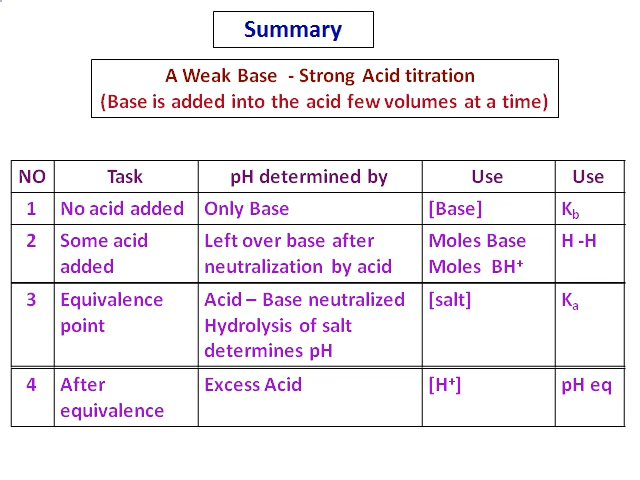 Summary
A Weak Base - Strong Acid titration
(Base is added into the acid few volumes at a time)
NO Task pH determined by Use Use
1 No acid added Only Base [Base] Kb
2 Some acid added Left over base after neutralization by acid Moles Base Moles BH⁺ H -H
3 Equivalence point Acid – Base neutralized Hydrolysis of salt determines pH [salt] Ka
4 After equivalence Excess Acid [H⁺] pH eq